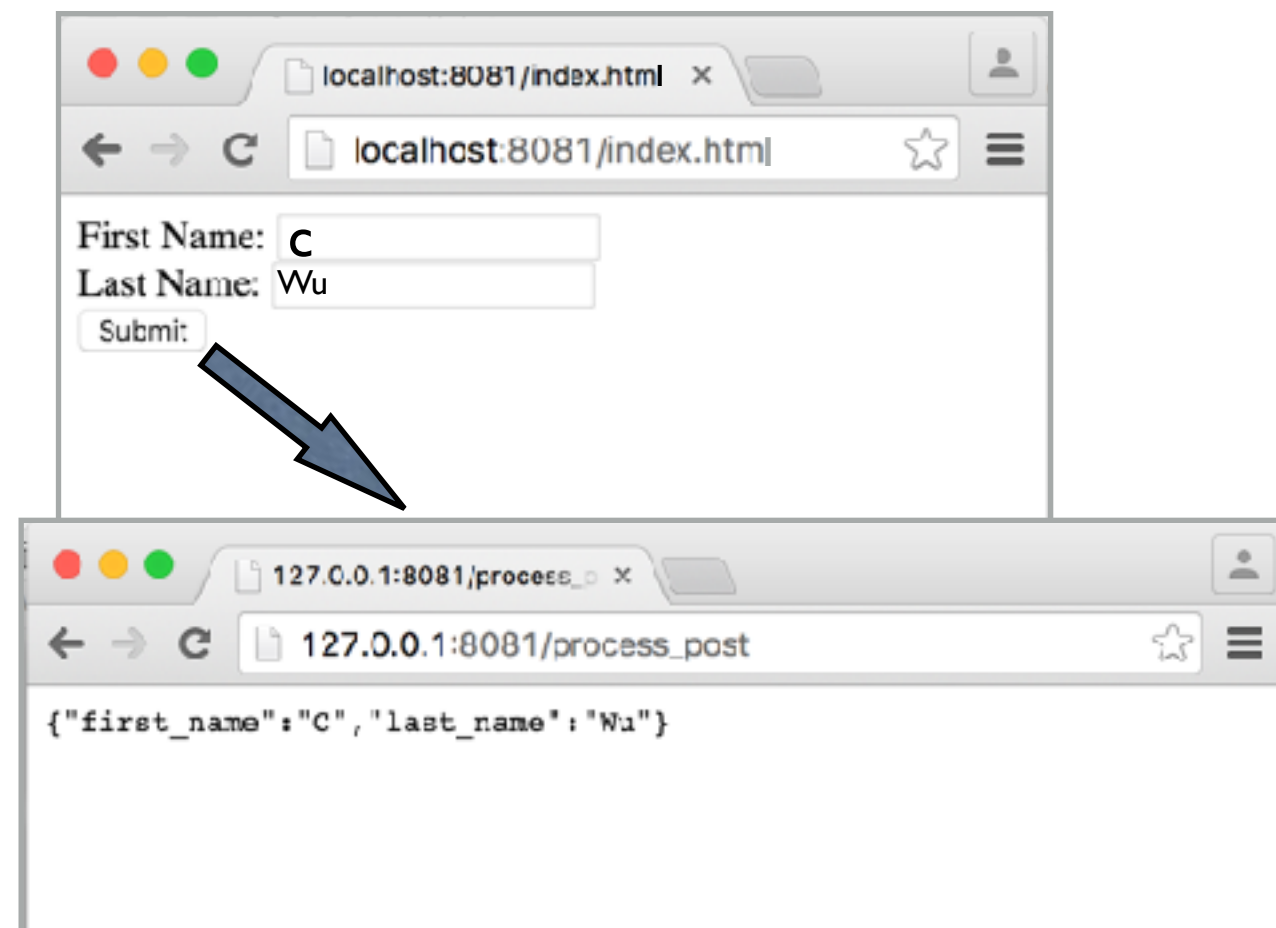 localhost:8081/index.html
localhost:8081/index.html
First Name: C
Last Name: Wu
Submit
127.0.0.1:8081/process_p
127.0.0.1:8081/process_post
{"first_name":"C","last_name":"Wu"}